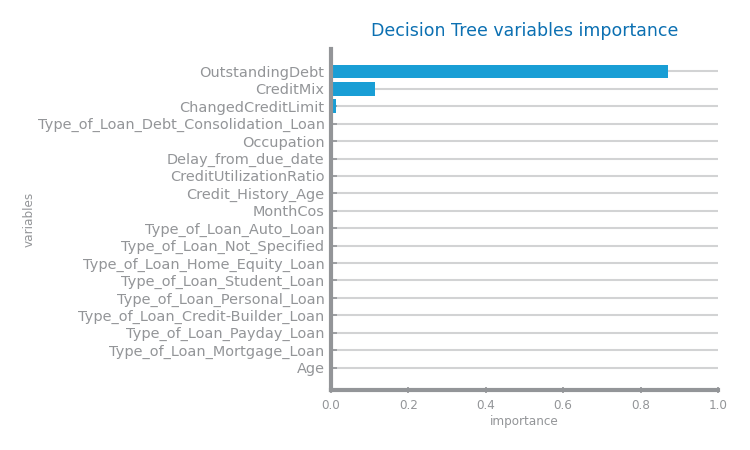 Decision Tree variables importance
OutstandingDebt
CreditMix
ChangedCreditLimit
Type_of_Loan_Debt_Consolidation_Loan
Occupation
Delay_from_due_date
CreditUtilizationRatio
Credit_History_Age
MonthCos
Type_of_Loan_Auto_Loan
Type_of_Loan_Not_Specified
Type_of_Loan_Home_Equity_Loan
Type_of_Loan_Student_Loan
Type_of_Loan_Personal_Loan
Type_of_Loan_Credit-Builder_Loan
Type_of_Loan_Payday_Loan
Type_of_Loan_Mortgage_Loan
Age
variables
0.0 0.2 0.4 0.6 0.8 1.0
importance